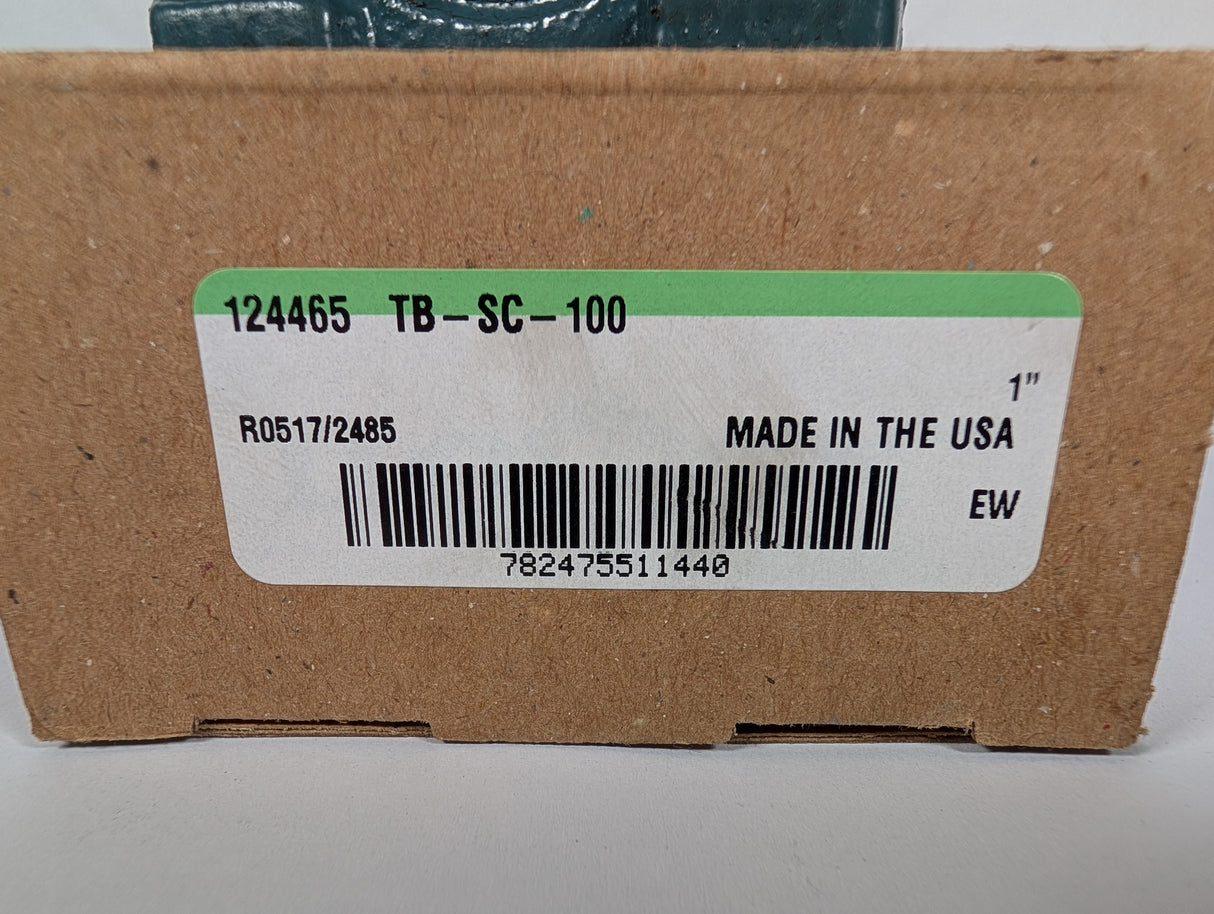 124465 TB-SC-100
1"
R0517/2485 MADE IN THE USA
EW
782475511440